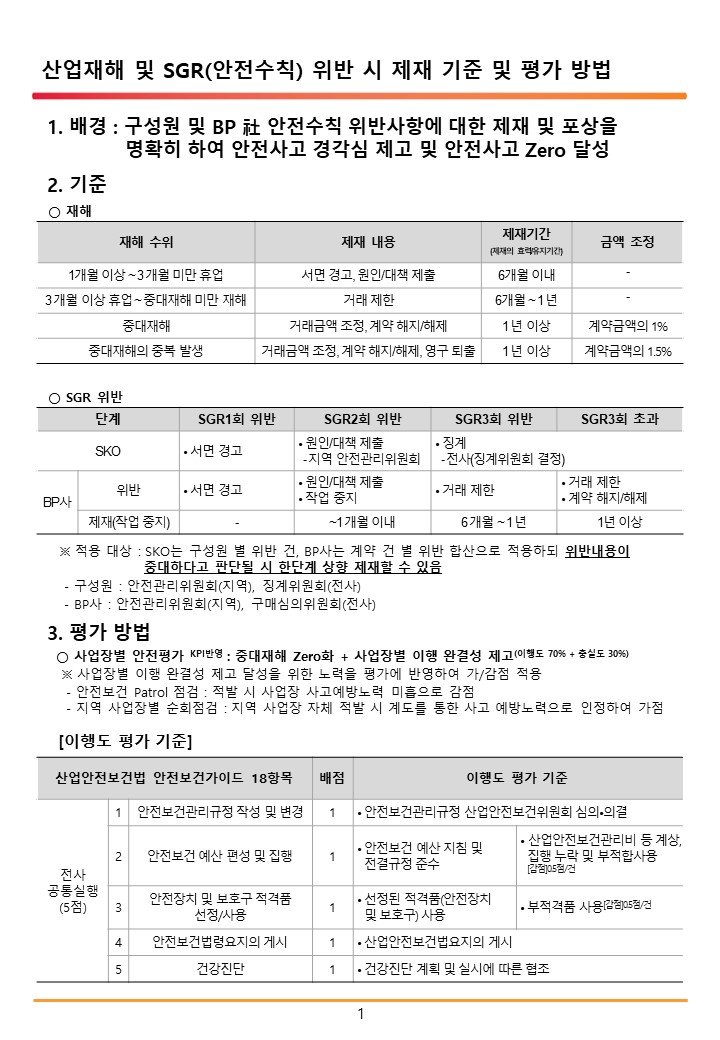 산업재해 및 SGR(안전수칙) 위반 시 제재 기준 및 평가 방법
1. 배경 : 구성원 및 BP 社 안전수칙 위반사항에 대한 제재 및 포상을
명확히 하여 안전사고 경각심 제고 및 안전사고 Zero 달성
2. 기준
○ 재해
재해 수위 제재 내용 제재기간 금액 조정
(제재의 효력유지기간)
1개월 이상~3개월 미만 휴업 서면 경고, 원인/대책 제출 6개월 이내 -
3개월 이상 휴업~중대재해 미만 재해 거래 제한 6개월~1년 -
중대재해 거래금액 조정, 계약 해지/해제 1년 이상 계약금액의 1%
중대재해의 중복 발생 거래금액 조정, 계약 해지/해제, 영구 퇴출 1년 이상 계약금액의 1.5%
○ SGR 위반
단계 SGR1회 위반 SGR2회 위반 SGR3회 위반 SGR3회 초과
SKO • 서면 경고 • 원인/대책 제출 • 징계
- 지역 안전관리위원회 - 전사(징계위원회 결정)
BP사 위반 • 서면 경고 • 원인/대책 제출 • 거래 제한 • 거래 제한
• 작업 중지 • 계약 해지/해제
제재(작업 중지) - ~1개월 이내 6개월~1년 1년 이상
※ 적용 대상 : SKO는 구성원 별 위반 건, BP사는 계약 건 별 위반 합산으로 적용하되 위반내용이
중대하다고 판단될 시 한단계 상향 제재할 수 있음
- 구성원 : 안전관리위원회(지역), 징계위원회(전사)
- BP사 : 안전관리위원회(지역), 구매심의위원회(전사)
3. 평가 방법
○ 사업장별 안전평가 KPI반영 : 중대재해 Zero화 + 사업장별 이행 완결성 제고(이행도 70% + 충실도 30%)
※ 사업장별 이행 완결성 제고 달성을 위한 노력을 평가에 반영하여 가/감점 적용
- 안전보건 Patrol 점검 : 적발 시 사업장 사고예방노력 미흡으로 감점
- 지역 사업장별 순회점검 : 지역 사업장 자체 적발 시 계도를 통한 사고 예방노력으로 인정하여 가점
[이행도 평가 기준]
산업안전보건법 안전보건가이드 18항목 배점 이행도 평가 기준
전사
공통실행
(5점)
1 안전보건관리규정 작성 및 변경 1 • 안전보건관리규정 산업안전보건위원회 심의•의결
2 안전보건 예산 편성 및 집행 1 • 안전보건 예산 지침 및
전결규정 준수
• 산업안전보건관리비 등 계상,
집행 누락 및 부적합사용
[감점]0.5점/건
3 안전장치 및 보호구 적격품
선정/사용
1 • 선정된 적격품(안전장치
및 보호구) 사용
• 부적격품 사용[감점]0.5점/건
4 안전보건법령요지의 게시 1 • 산업안전보건법요지의 게시
5 건강진단 1 • 건강진단 계획 및 실시에 따른 협조
1